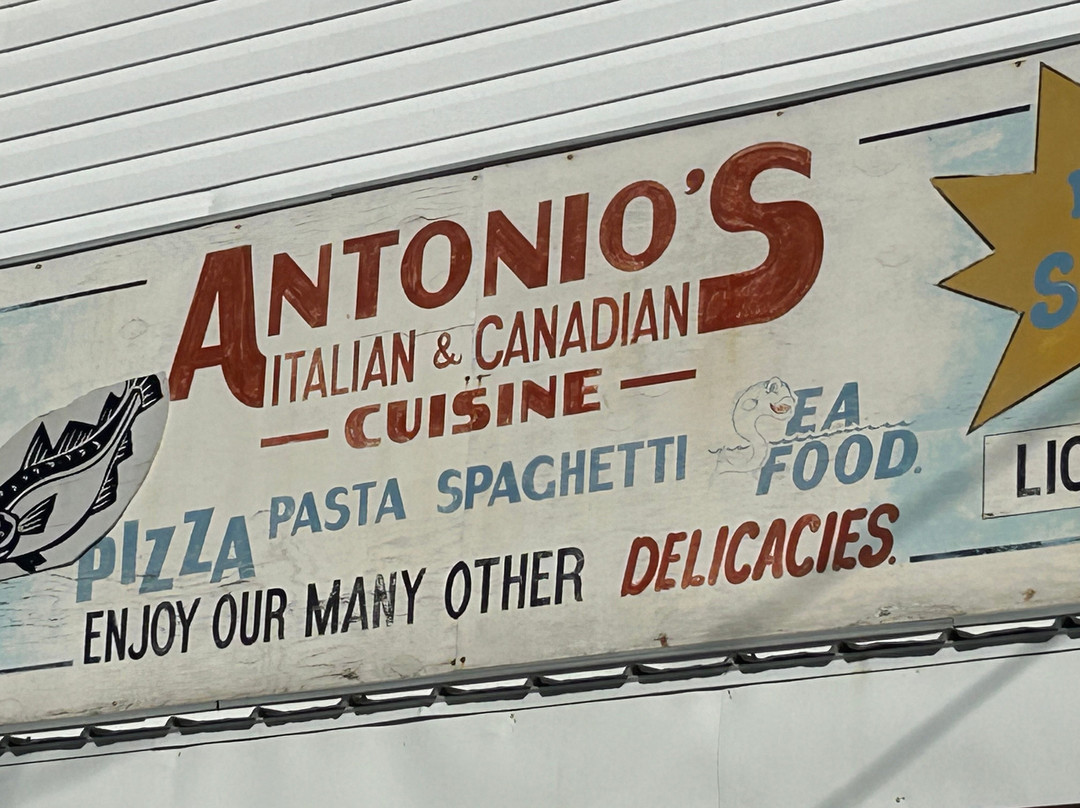 ANTONIO'S
ITALIAN & CANADIAN
CUISINE
PIZZA PASTA SPAGHETTI SEA
FOOD.
ENJOY OUR MANY OTHER DELICACIES.